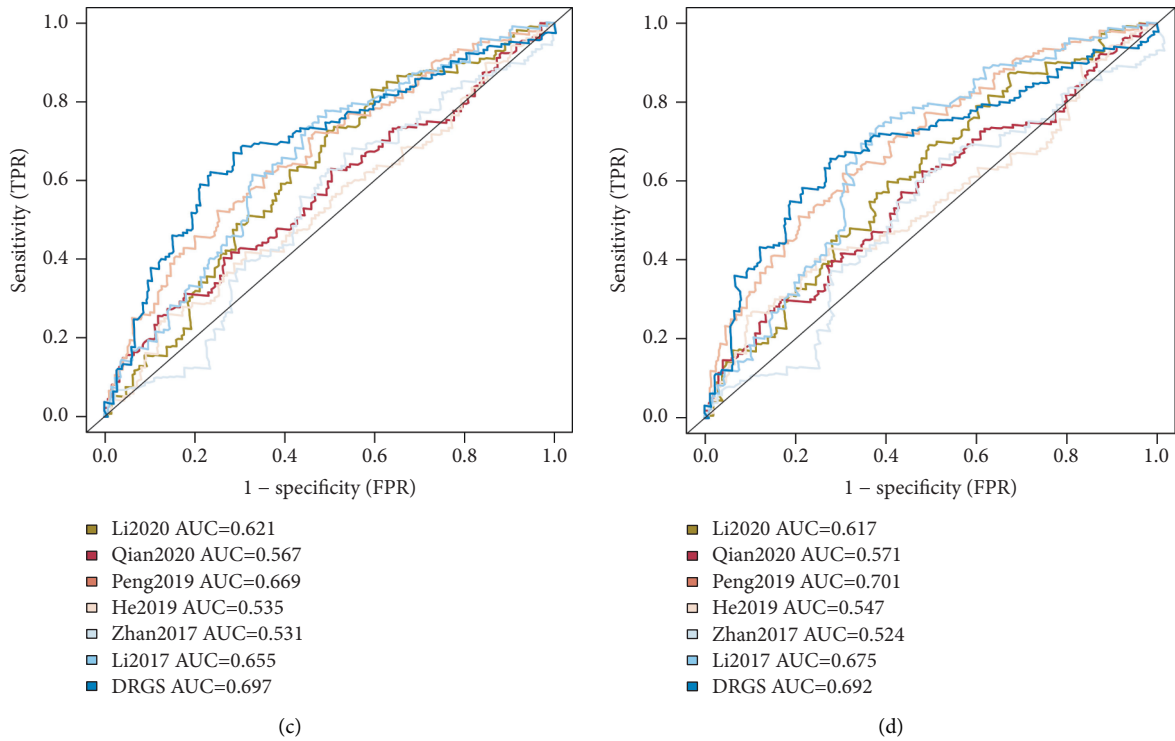 1.0
0.8
0.6
0.4
0.2
0.0
Sensitivity (TPR)
0.0 0.2 0.4 0.6 0.8 1.0
1 − specificity (FPR)
Li2020 AUC=0.621
Qian2020 AUC=0.567
Peng2019 AUC=0.669
He2019 AUC=0.535
Zhan2017 AUC=0.531
Li2017 AUC=0.655
DRGS AUC=0.697
(c)
1.0
0.8
0.6
0.4
0.2
0.0
Sensitivity (TPR)
0.0 0.2 0.4 0.6 0.8 1.0
1 − specificity (FPR)
Li2020 AUC=0.617
Qian2020 AUC=0.571
Peng2019 AUC=0.701
He2019 AUC=0.547
Zhan2017 AUC=0.524
Li2017 AUC=0.675
DRGS AUC=0.692
(d)